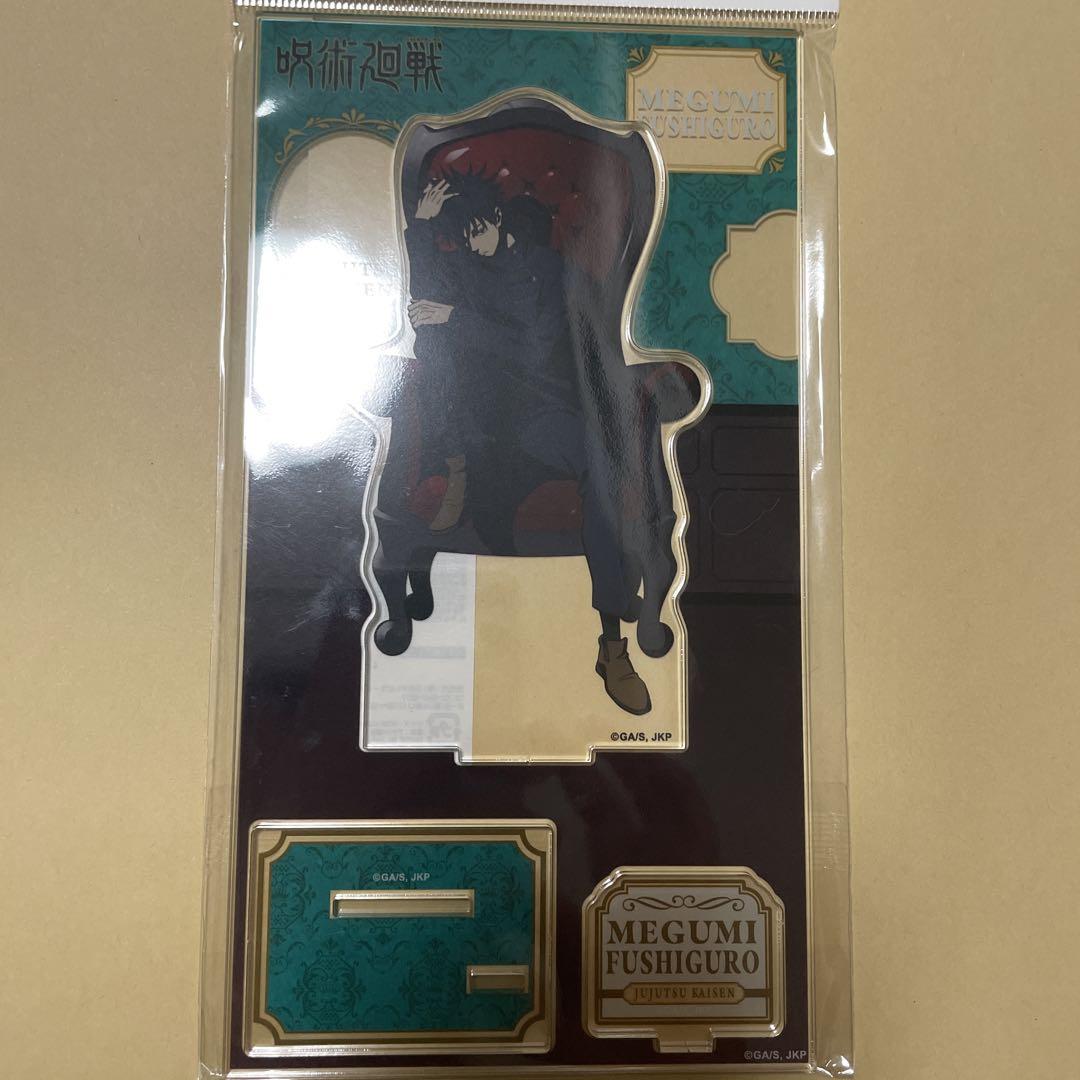 呪術廻戦
MEGUMI
FUSHIGURO
©GA/S, JKP
©GA/S, JKP
MEGUMI
FUSHIGURO
JUJUTSU KAISEN
©GA/S, JKP